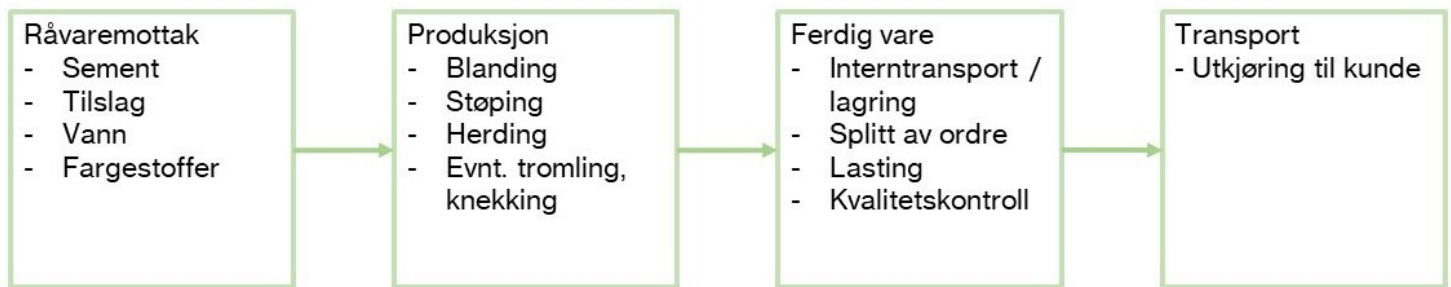 Råvaremottak
- Sement
- Tilslag
- Vann
- Fargestoffer
Produksjon
- Blanding
- Støping
- Herding
- Evnt. tromling,
knekking
Ferdig vare
- Interntransport /
lagring
- Splitt av ordre
- Lasting
- Kvalitetskontroll
Transport
- Utkjøring til kunde